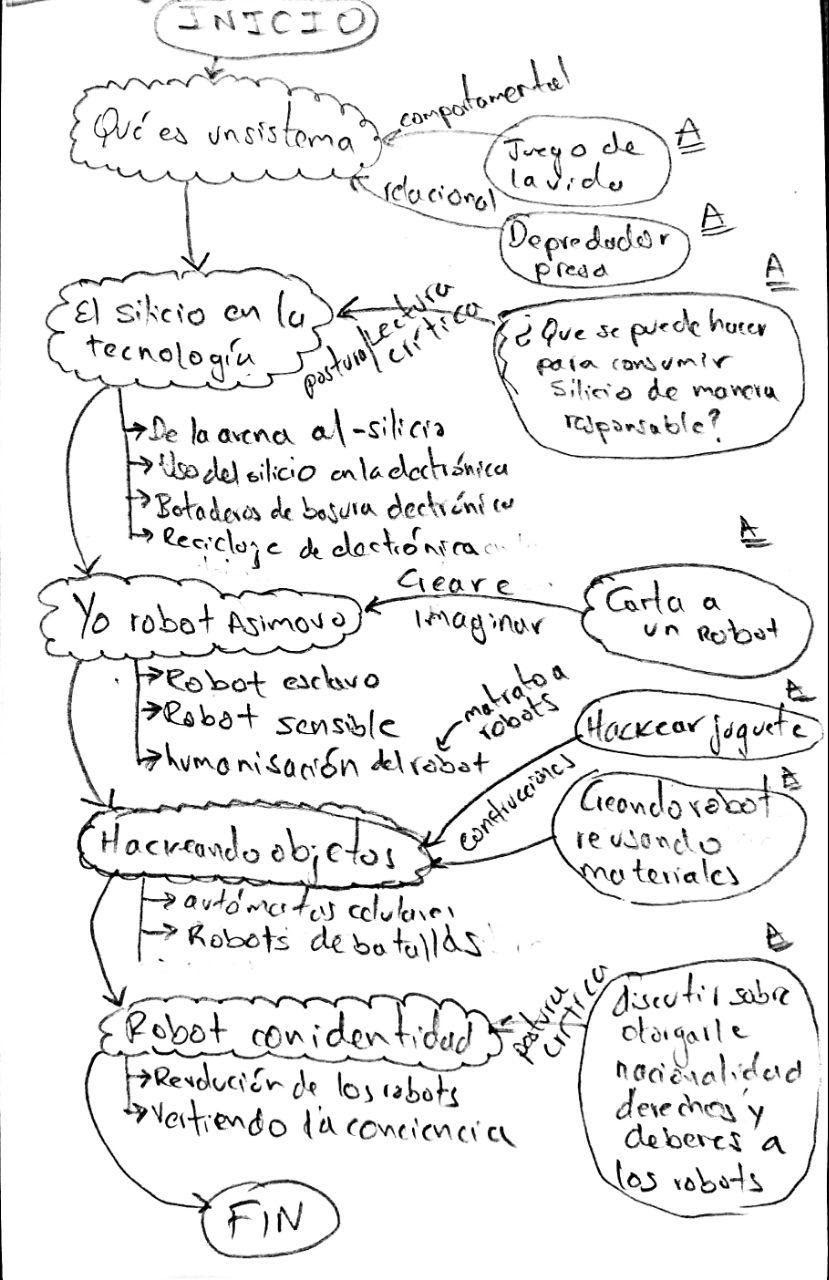 INICIO
Qué es un sistema
comportamental
Juego de
la vida
A
relacional
Depredador
presa
A
El silicio en la
tecnología
postura/Lectura
crítica
A
¿Que se puede hacer
para consumir
Silicio de manera
responsable?
De la arena al silicio
Uso del silicio en la electrónica
Botaderos de basura electrónica
Reciclaje de electrónica
Yo robot Asimovo
Crear e
imaginar
A
Carta a
un Robot
Robot esclavo
Robot sensible
humanisación del robot
matrato a
robots
A
Hackear juguete
construcciones
A
Creando robot
reusando
materiales
Hackeando objetos
autómatas celulares
Robots de batallas
Robot con identidad
postura
crítica
A
discutir sobre
otorgarle
nacionalidad
derechos y
deberes a
los robots
Revolución de los robots
Vertiendo la conciencia
FIN